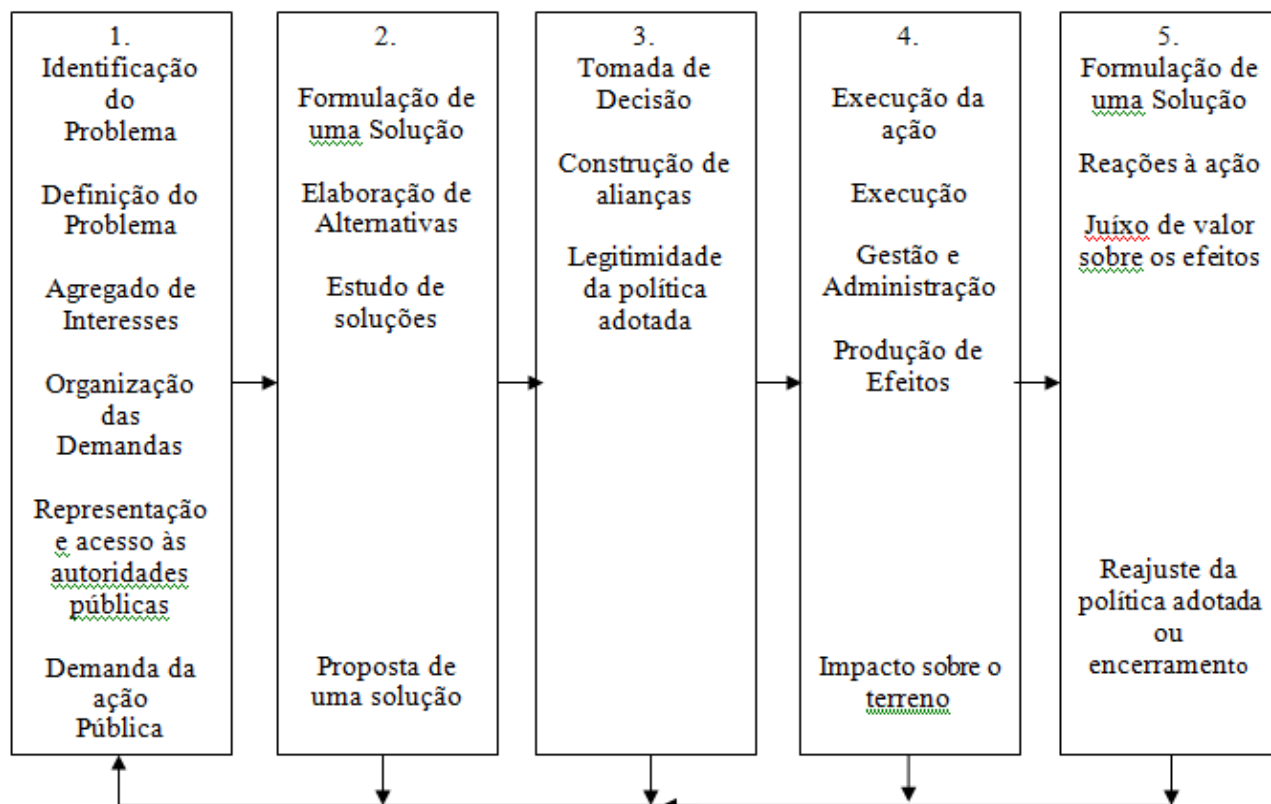 1.
Identificação
do
Problema
Definição do
Problema
Agregado de
Interesses
Organização
das
Demandas
Representação
e acesso às
autoridades
públicas
Demanda da
ação
Pública
2.
Formulação de
uma Solução
Elaboração de
Alternativas
Estudo de
soluções
Proposta de
uma solução
3.
Tomada de
Decisão
Construção de
alianças
Legitimidade
da política
adotada
4.
Execução da
ação
Execução
Gestão e
Administração
Produção de
Efeitos
Impacto sobre o
terreno
5.
Formulação de
uma Solução
Reações à ação
Juíxo de valor
sobre os efeitos
Reajuste da
política adotada
ou
encerramento